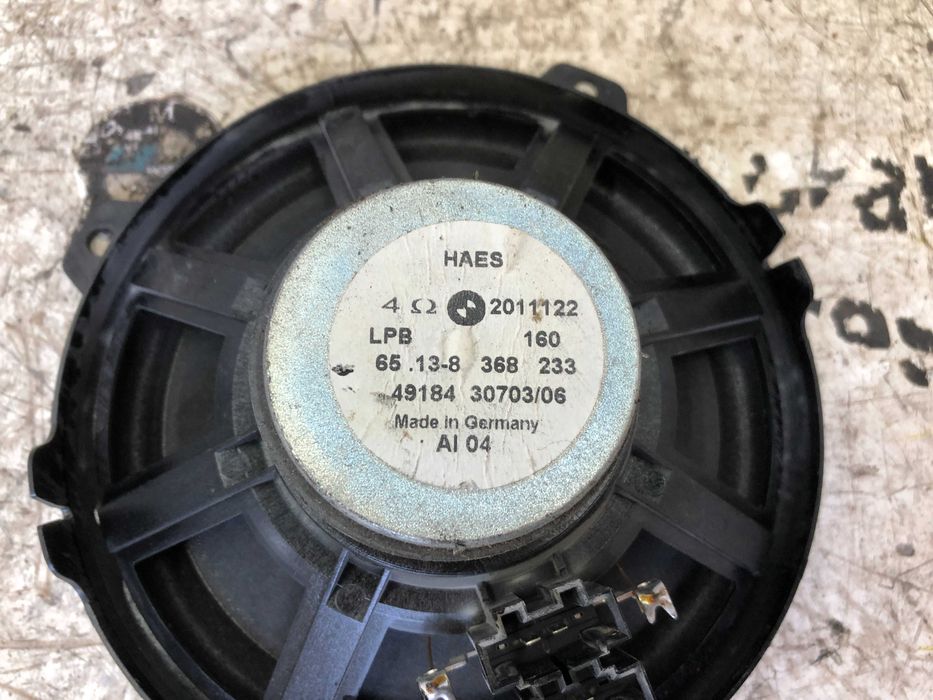 HAES
4 Ω 2011122
LPB 160
65 .13-8 368 233
49184 30703/06
Made in Germany
AI 04